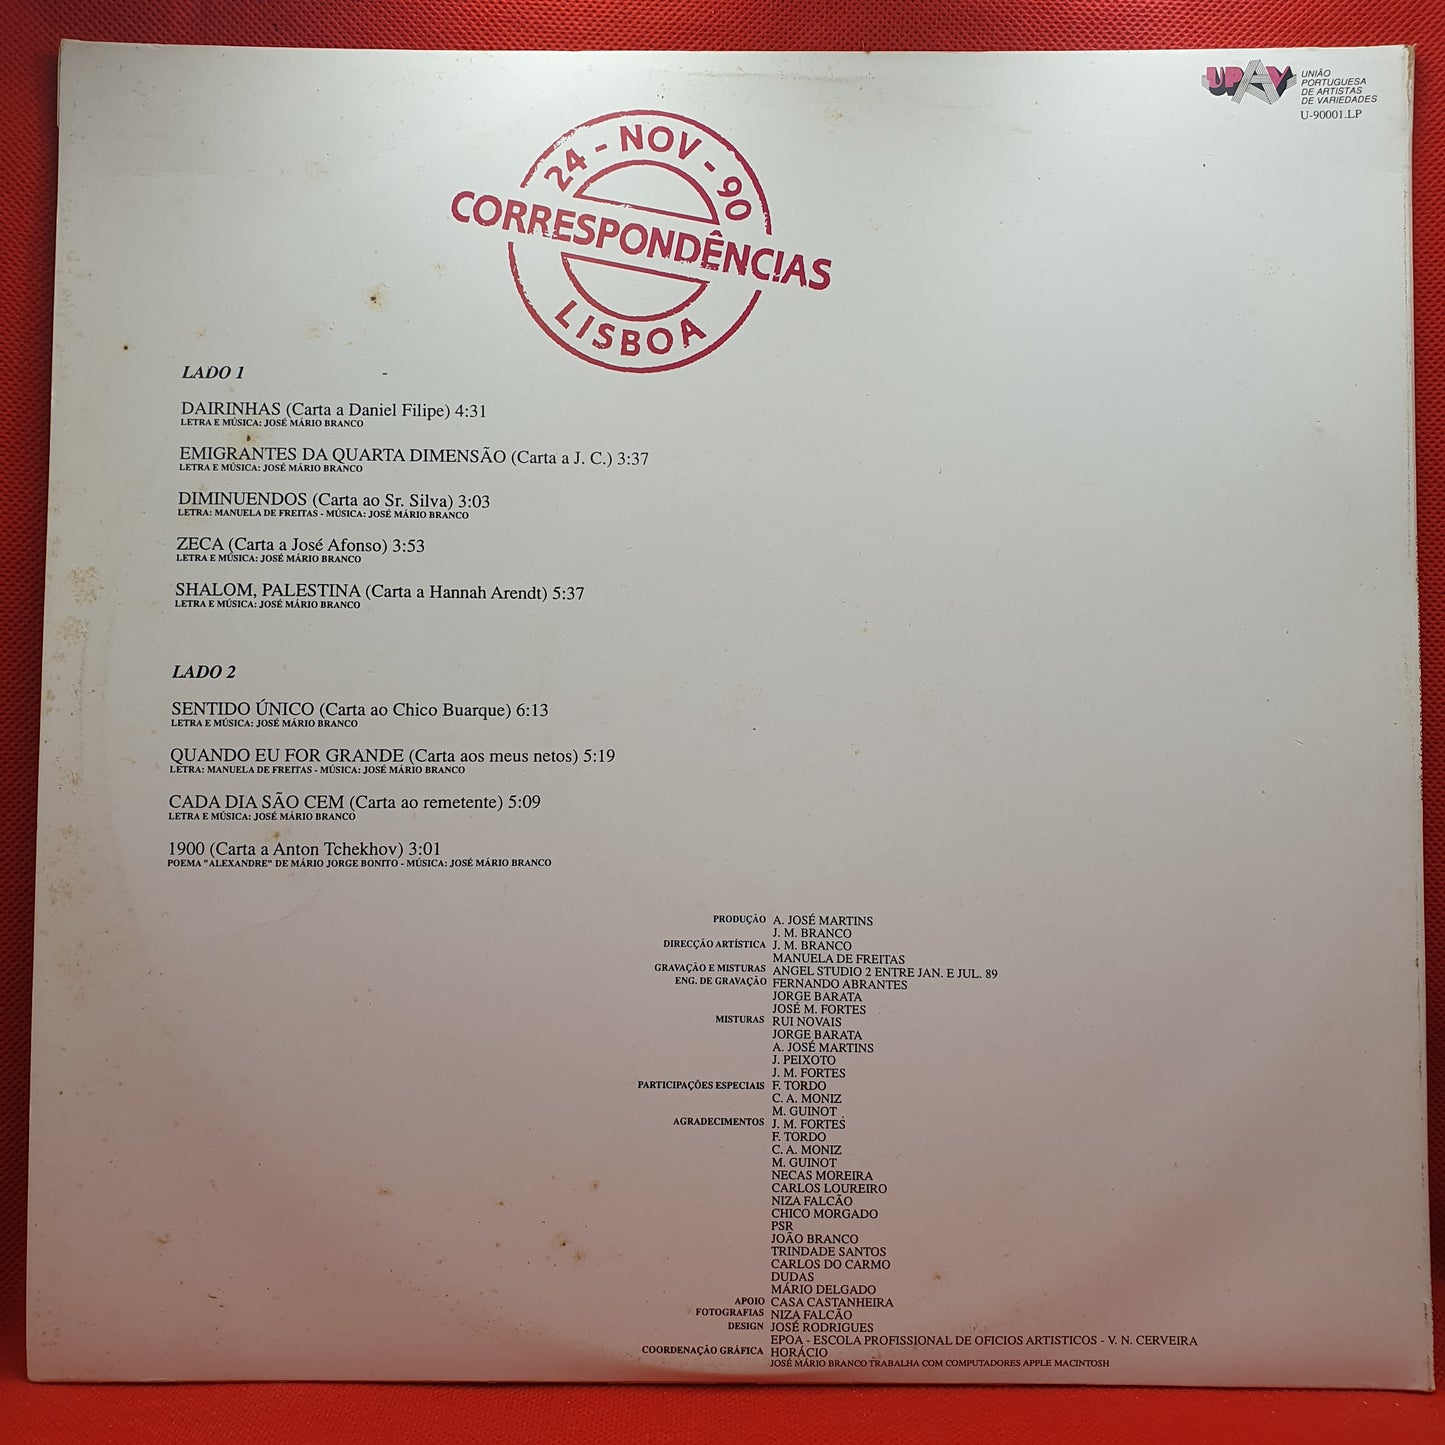 UPAV
UNIÃO
PORTUGUESA
DE ARTISTAS
DE VARIEDADES
U-90001.LP
24 - NOV - 90
CORRESPONDÊNCIAS
LISBOA
LADO 1
DAIRINHAS (Carta a Daniel Filipe) 4:31
LETRA E MÚSICA: JOSÉ MÁRIO BRANCO
EMIGRANTES DA QUARTA DIMENSÃO (Carta a J. C.) 3:37
LETRA E MÚSICA: JOSÉ MÁRIO BRANCO
DIMINUENDOS (Carta ao Sr. Silva) 3:03
LETRA: MANUELA DE FREITAS - MÚSICA: JOSÉ MÁRIO BRANCO
ZECA (Carta a José Afonso) 3:53
LETRA E MÚSICA: JOSÉ MÁRIO BRANCO
SHALOM, PALESTINA (Carta a Hannah Arendt) 5:37
LETRA E MÚSICA: JOSÉ MÁRIO BRANCO
LADO 2
SENTIDO ÚNICO (Carta ao Chico Buarque) 6:13
LETRA E MÚSICA: JOSÉ MÁRIO BRANCO
QUANDO EU FOR GRANDE (Carta aos meus netos) 5:19
LETRA: MANUELA DE FREITAS - MÚSICA: JOSÉ MÁRIO BRANCO
CADA DIA SÃO CEM (Carta ao remetente) 5:09
LETRA E MÚSICA: JOSÉ MÁRIO BRANCO
1900 (Carta a Anton Tchekhov) 3:01
POEMA "ALEXANDRE" DE MÁRIO JORGE BONITO - MÚSICA: JOSÉ MÁRIO BRANCO
PRODUÇÃO A. JOSÉ MARTINS
J. M. BRANCO
DIRECÇÃO ARTÍSTICA J. M. BRANCO
MANUELA DE FREITAS
GRAVAÇÃO E MISTURAS ANGEL STUDIO 2 ENTRE JAN. E JUL. 89
ENG. DE GRAVAÇÃO FERNANDO ABRANTES
JORGE BARATA
JOSÉ M. FORTES
MISTURAS RUI NOVAIS
JORGE BARATA
A. JOSÉ MARTINS
J. PEIXOTO
J. M. FORTES
PARTICIPAÇÕES ESPECIAIS F. TORDO
C. A. MONIZ
M. GUINOT
AGRADECIMENTOS J. M. FORTES
F. TORDO
C. A. MONIZ
M. GUINOT
NECAS MOREIRA
CARLOS LOUREIRO
NIZA FALCÃO
CHICO MORGADO
PSR
JOÃO BRANCO
TRINDADE SANTOS
CARLOS DO CARMO
DUDAS
MÁRIO DELGADO
APOIO CASA CASTANHEIRA
FOTOGRAFIAS NIZA FALCÃO
DESIGN JOSÉ RODRIGUES
EPOA - ESCOLA PROFISSIONAL DE OFICIOS ARTISTICOS - V. N. CERVEIRA
COORDENAÇÃO GRÁFICA HORÁCIO
JOSÉ MÁRIO BRANCO TRABALHA COM COMPUTADORES APPLE MACINTOSH